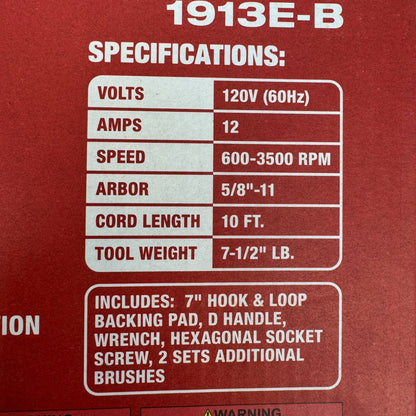 1913E-B
SPECIFICATIONS:
VOLTS 120V (60Hz)
AMPS 12
SPEED 600-3500 RPM
ARBOR 5/8"-11
CORD LENGTH 10 FT.
TOOL WEIGHT 7-1/2" LB.
INCLUDES: 7" HOOK & LOOP
BACKING PAD, D HANDLE,
WRENCH, HEXAGONAL SOCKET
SCREW, 2 SETS ADDITIONAL
BRUSHES
TION
WARNING